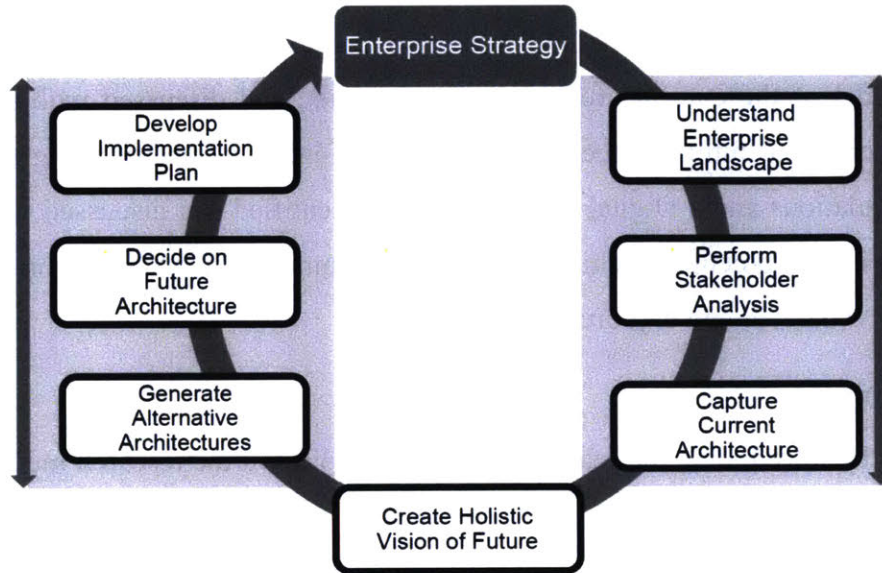 Enterprise Strategy
Understand
Enterprise
Landscape
Perform
Stakeholder
Analysis
Capture
Current
Architecture
Create Holistic
Vision of Future
Generate
Alternative
Architectures
Decide on
Future
Architecture
Develop
Implementation
Plan